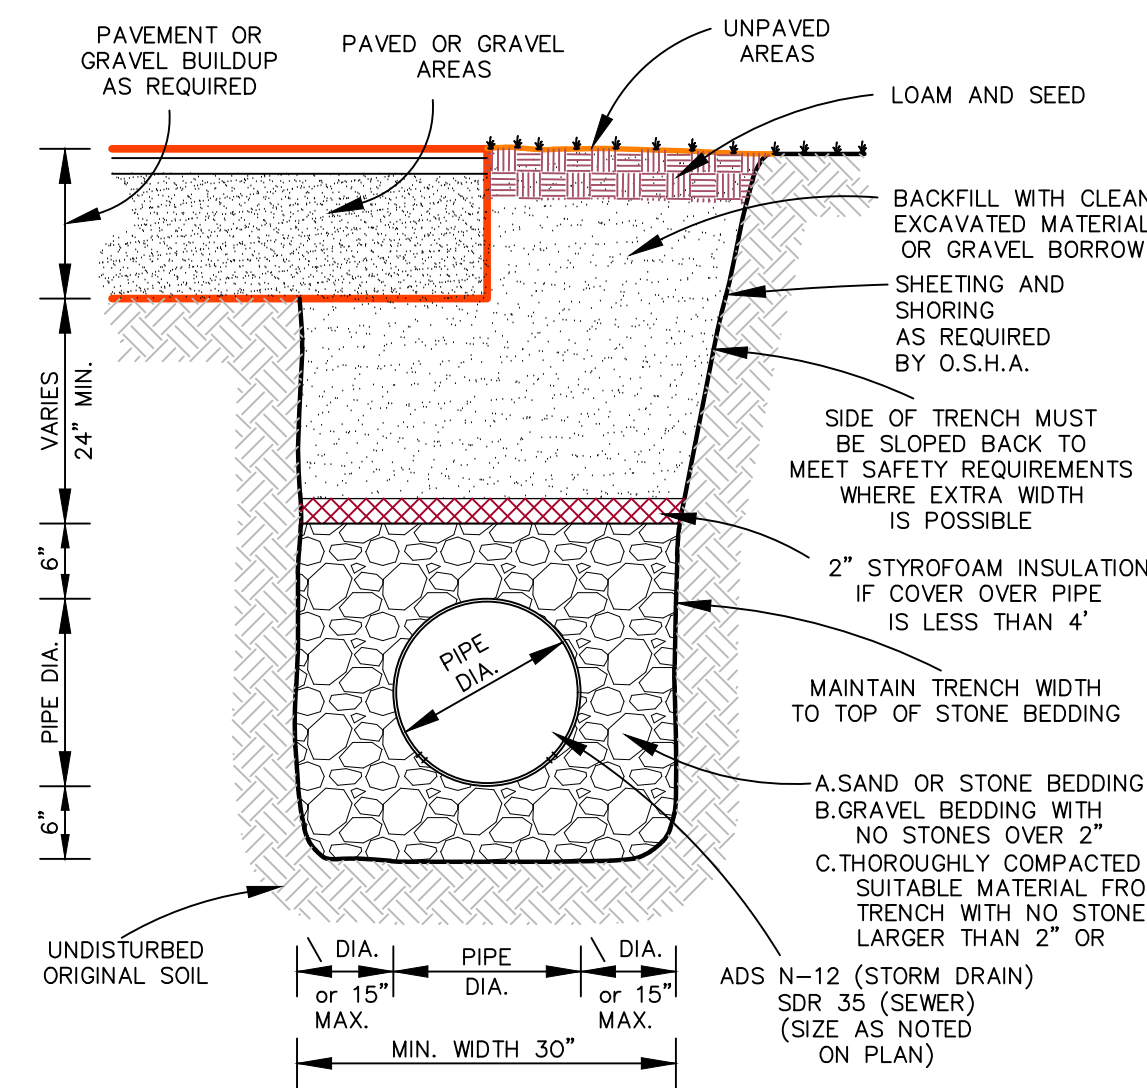 PAVEMENT OR
GRAVEL BUILDUP
AS REQUIRED
PAVED OR GRAVEL
AREAS
UNPAVED
AREAS
LOAM AND SEED
BACKFILL WITH CLEAN
EXCAVATED MATERIAL
OR GRAVEL BORROW
SHEETING AND
SHORING
AS REQUIRED
BY O.S.H.A.
SIDE OF TRENCH MUST
BE SLOPED BACK TO
MEET SAFETY REQUIREMENTS
WHERE EXTRA WIDTH
IS POSSIBLE
2" STYROFOAM INSULATION
IF COVER OVER PIPE
IS LESS THAN 4'
MAINTAIN TRENCH WIDTH
TO TOP OF STONE BEDDING
A.SAND OR STONE BEDDING
B.GRAVEL BEDDING WITH
NO STONES OVER 2"
C.THOROUGHLY COMPACTED
SUITABLE MATERIAL FRO
TRENCH WITH NO STONE
LARGER THAN 2" OR
ADS N-12 (STORM DRAIN)
SDR 35 (SEWER)
(SIZE AS NOTED
ON PLAN)
VARIES
24" MIN.
6"
PIPE DIA.
6"
PIPE
DIA.
UNDISTURBED
ORIGINAL SOIL
\ DIA.
or 15"
MAX.
PIPE
DIA.
\ DIA.
or 15"
MAX.
MIN. WIDTH 30"